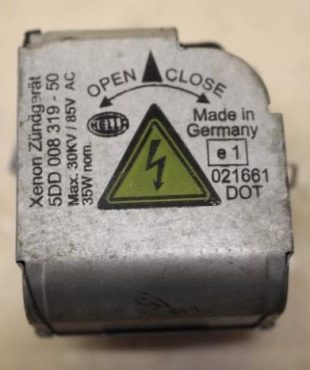 Xenon Zündgerät
5DD 008 319 - 50
Max. 30KV / 85V AC
35W nom.
OPEN CLOSE
HELLA
Made in
Germany
e 1
021661
DOT